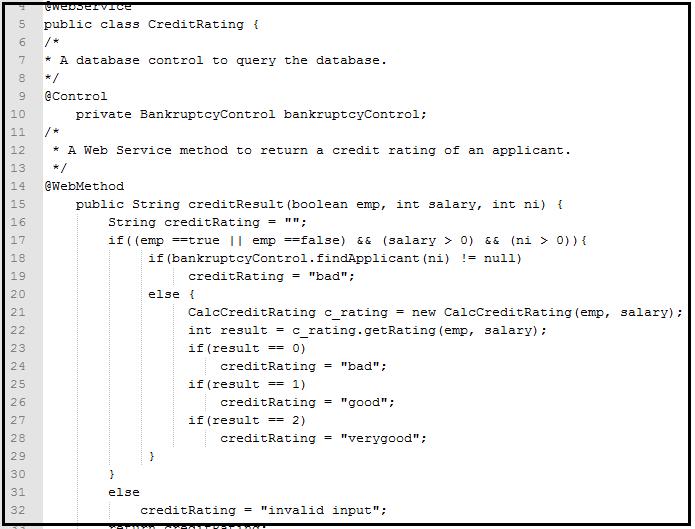 4 @WebService
5 public class CreditRating {
6 /*
7 * A database control to query the database.
8 */
9 @Control
10 private BankruptcyControl bankruptcyControl;
11 /*
12 * A Web Service method to return a credit rating of an applicant.
13 */
14 @WebMethod
15 public String creditResult(boolean emp, int salary, int ni) {
16 String creditRating = "";
17 if((emp ==true || emp ==false) && (salary > 0) && (ni > 0)){
18 if(bankruptcyControl.findApplicant(ni) != null)
19 creditRating = "bad";
20 else {
21 CalcCreditRating c_rating = new CalcCreditRating(emp, salary);
22 int result = c_rating.getRating(emp, salary);
23 if(result == 0)
24 creditRating = "bad";
25 if(result == 1)
26 creditRating = "good";
27 if(result == 2)
28 creditRating = "verygood";
29 }
30 }
31 else
32 creditRating = "invalid input";
33 return creditRating;